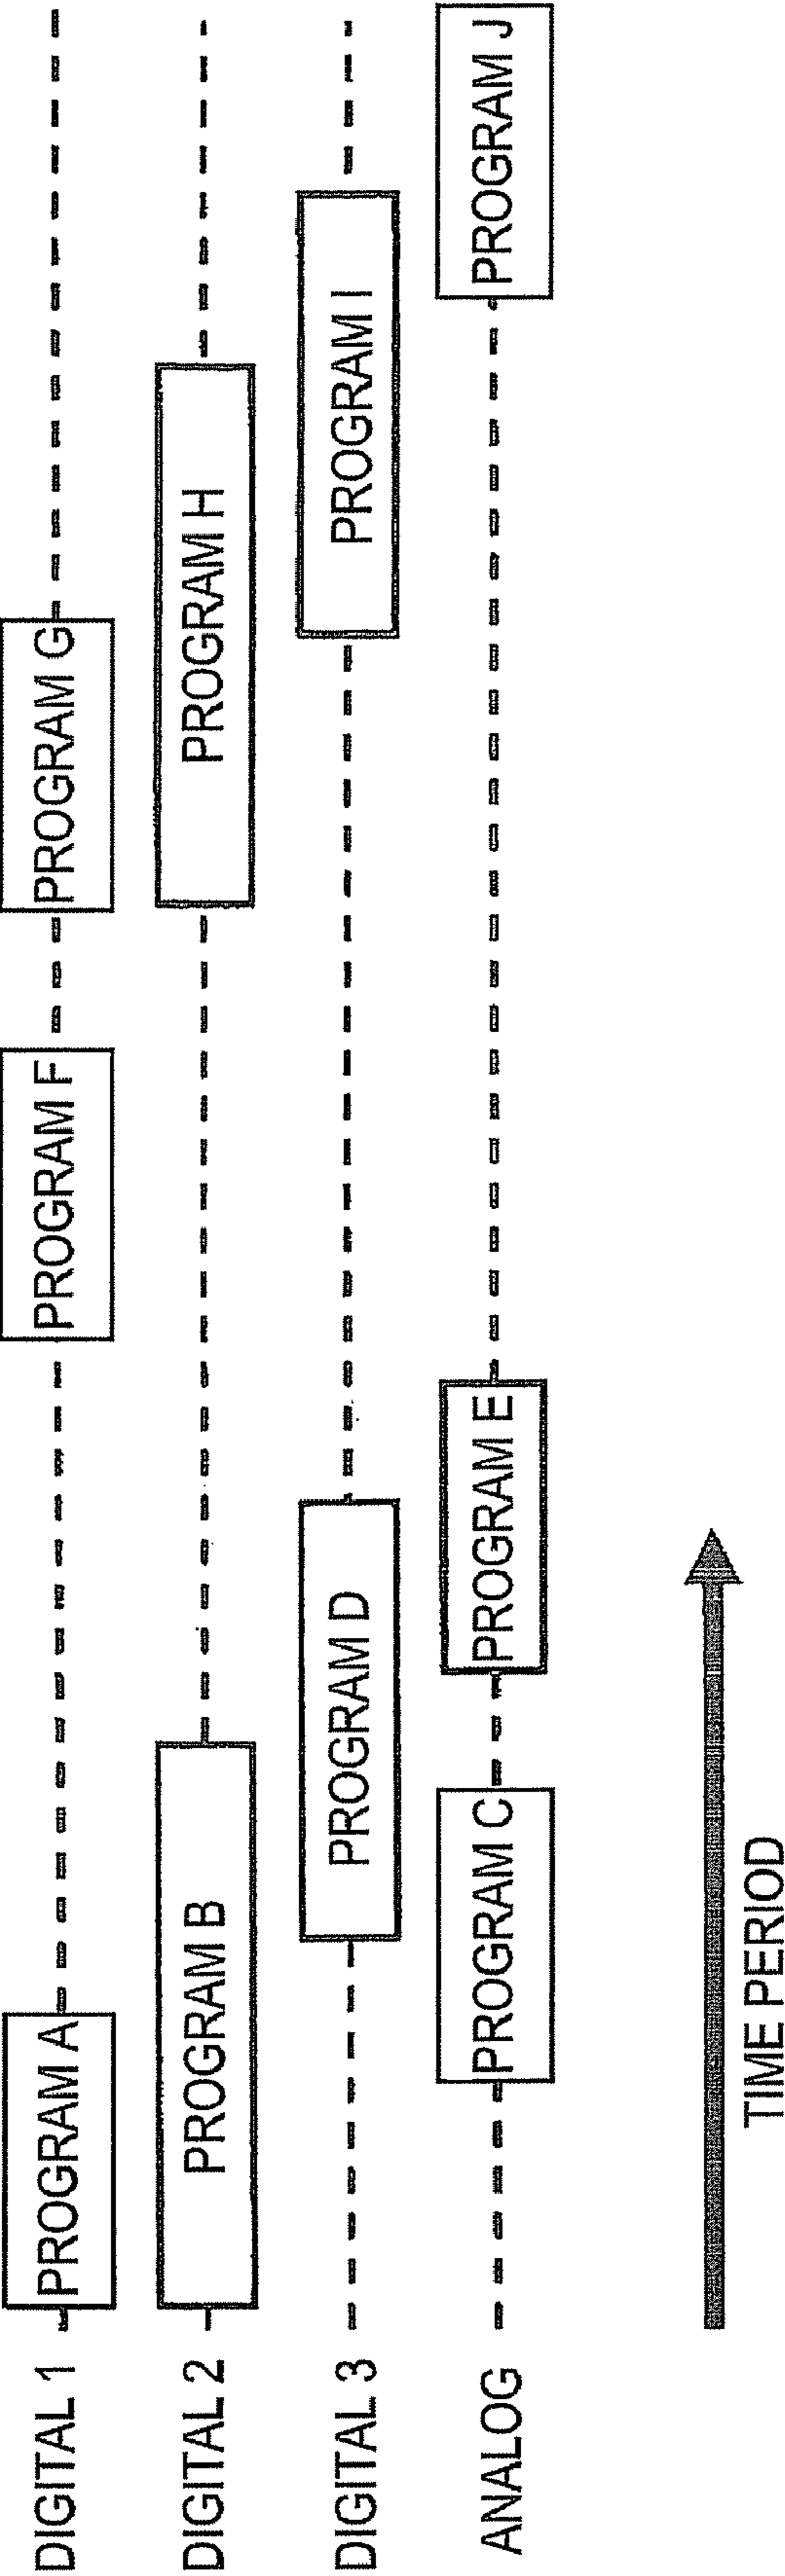 DIGITAL 1 PROGRAM A PROGRAM F PROGRAM G
DIGITAL 2 PROGRAM B PROGRAM H
DIGITAL 3 PROGRAM D PROGRAM I
ANALOG PROGRAM C PROGRAM E PROGRAM J
TIME PERIOD